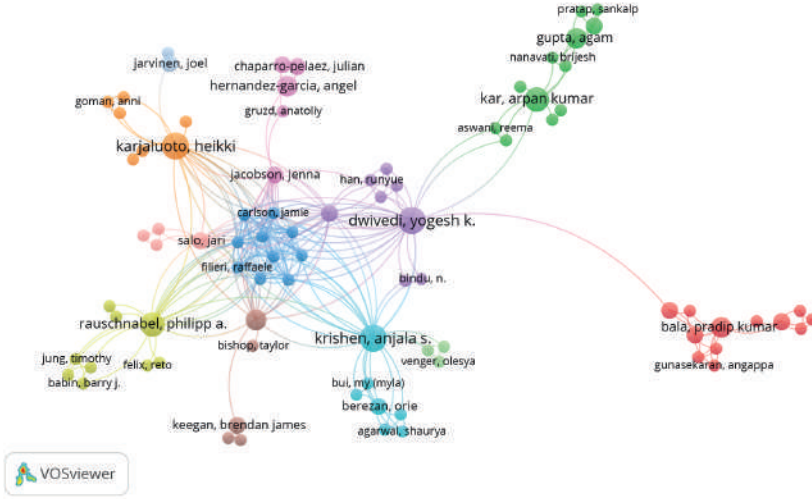 pratap, sankalp
gupta, agam
nanavati, brijesh
kar, arpan kumar
aswani, reema
jarvinen, joel
chaparro-pelaez, julian
hernandez-garcia, angel
goman, anni
gruzd, anatoliy
karjaluoto, heikki
jacobson, jenna
han, runyue
carlson, jamie
dwivedi, yogesh k.
salo, jari
filieri, raffaele
bindu, n.
rauschnabel, philipp a.
krishen, anjala s.
bala, pradip kumar
bishop, taylor
jung, timothy
felix, reto
venger, olesya
gunasekaran, angappa
babin, barry j.
bui, my (myla)
berezan, orie
keegan, brendan james
agarwal, shaurya
VOSviewer